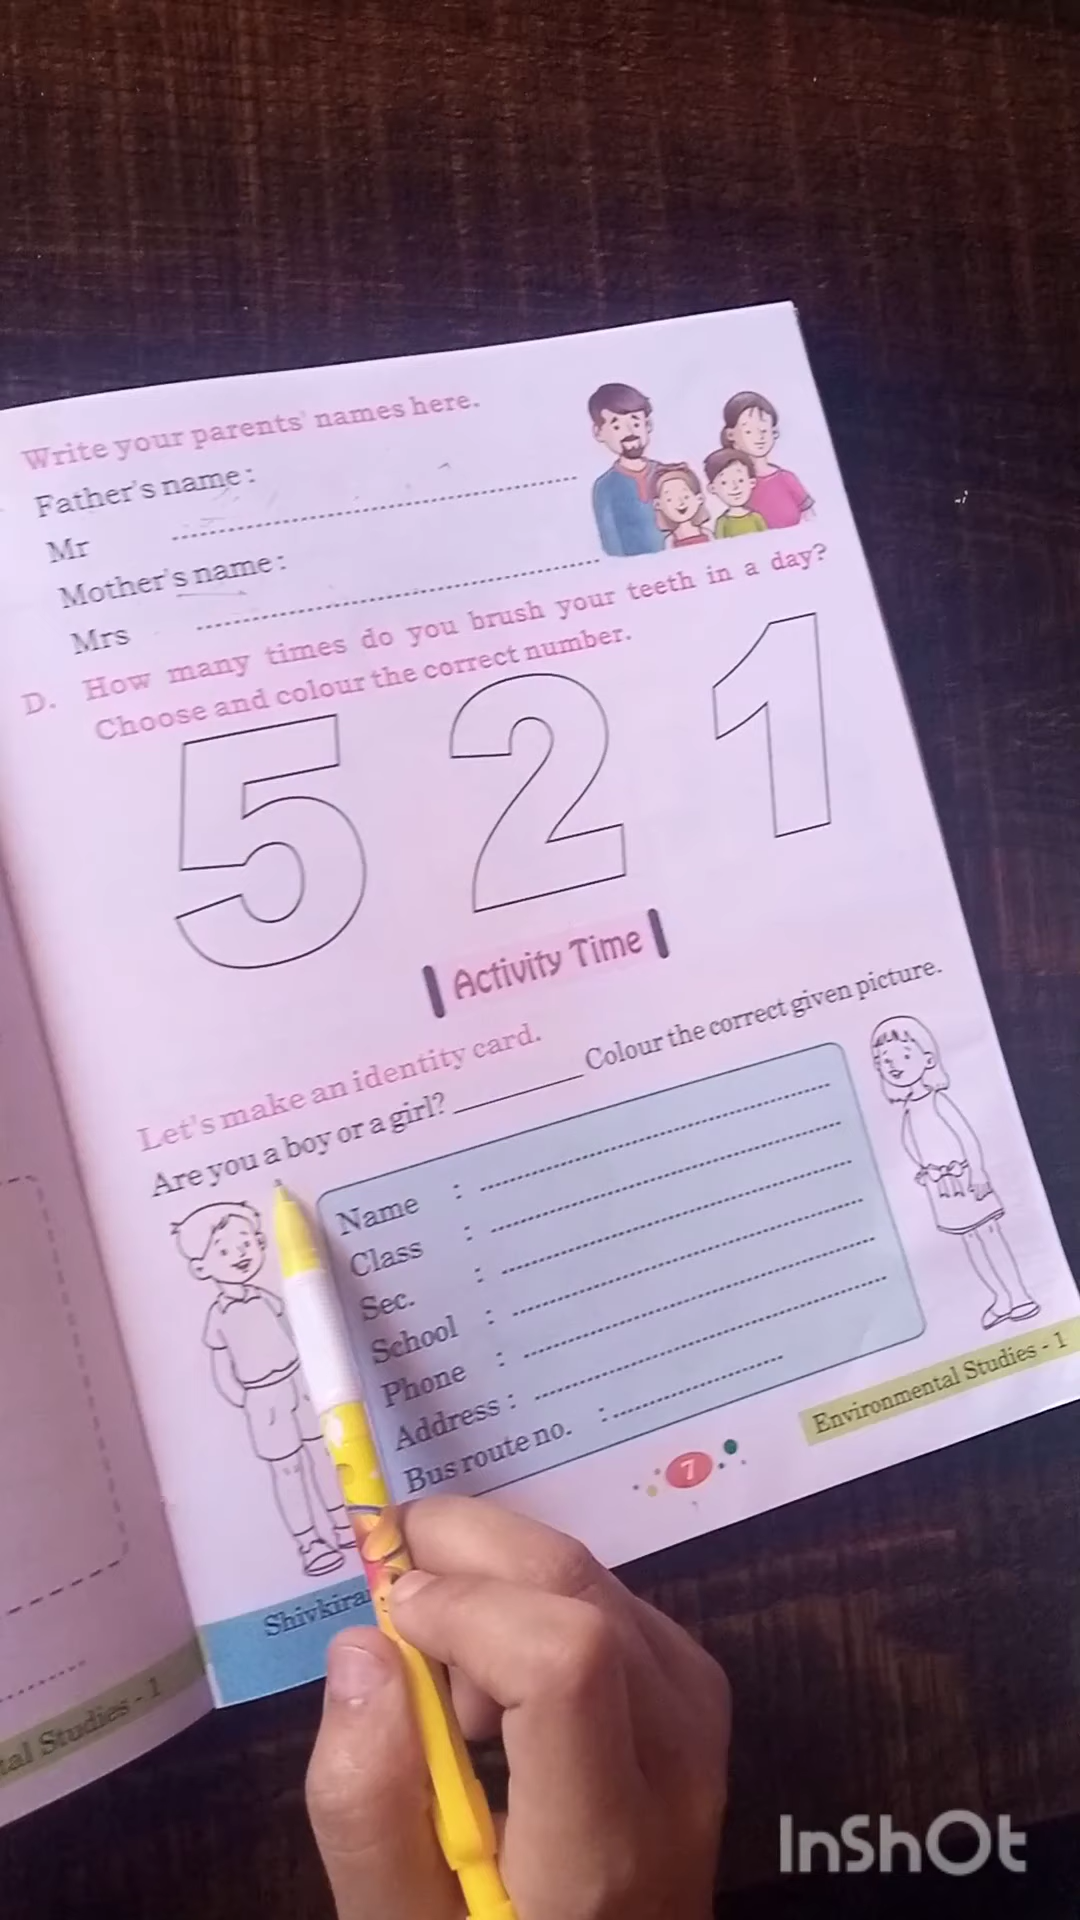 Write your parents' names here.
Father's name :
Mr
Mother's name :
Mrs
D. How many times do you brush your teeth in a day?
Choose and colour the correct number.
5 2 1
Activity Time
Let's make an identity card.
Are you a boy or a girl? ________ Colour the correct given picture.
Name :
Class :
Sec. :
School :
Phone :
Address :
Bus route no. :
7
Environmental Studies - 1
Shivkiran
tal Studies - 1
InShOt